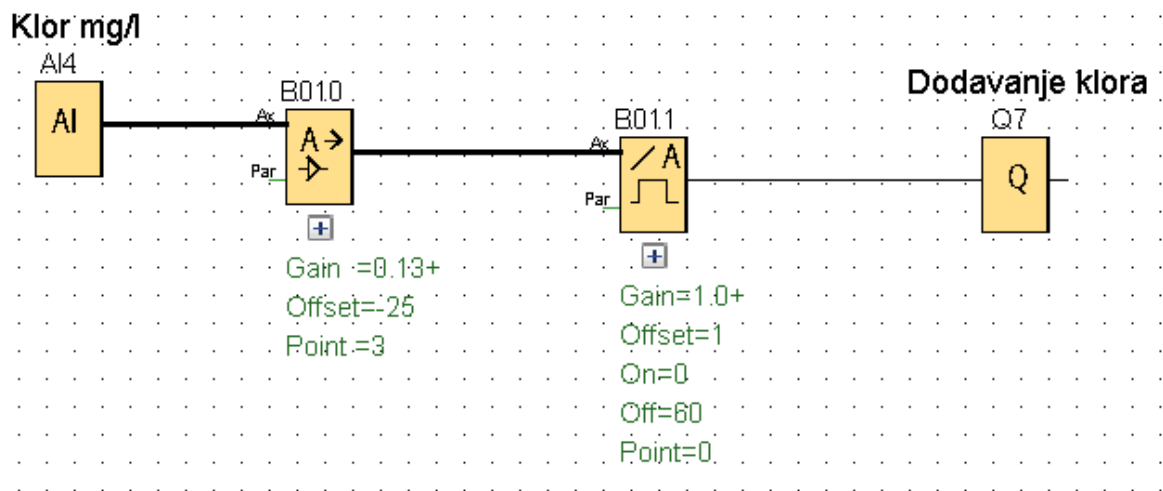 Klor mg/l
AI4
AI
B010
Ax
A
Par
Gain =0.13+
Offset=-25
Point =3
B011
Ax
A
Par
Gain=1.0+
Offset=1
On=0
Off=60
Point=0
Dodavanje klora
Q7
Q